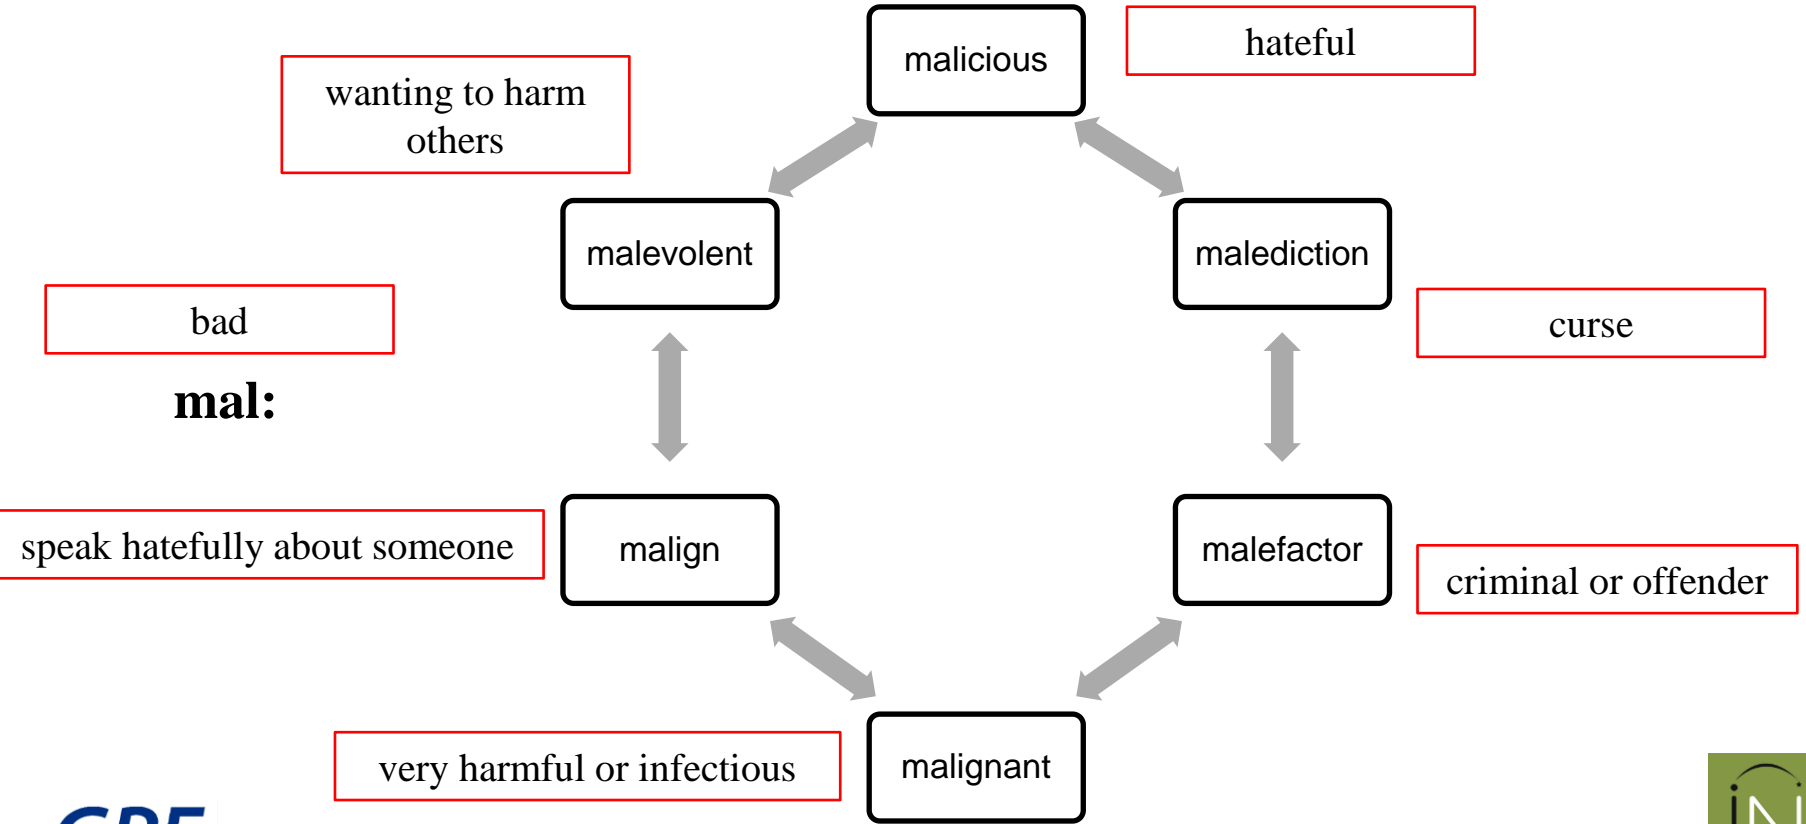 malicious
hateful
wanting to harm
others
malevolent
malediction
bad
curse
mal:
speak hatefully about someone
malign
malefactor
criminal or offender
very harmful or infectious
malignant